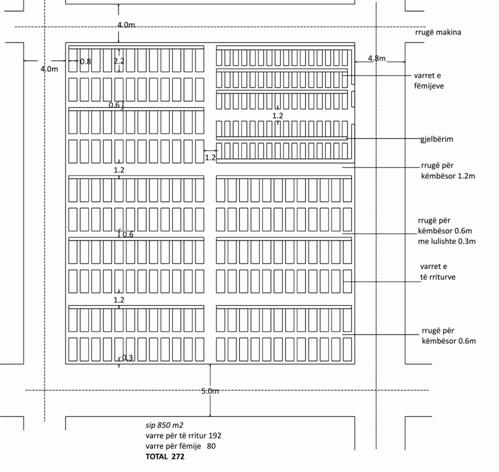 4.0m
rrugë makina
4.0m
0.8
2.2
4.8m
varret e
fëmijeve
0.6
1.2
gjelbërim
1.2
1.2
rrugë për
këmbësor 1.2m
rrugë për
këmbësor 0.6m
me lulishte 0.3m
0.6
varret e
të rriturve
1.2
rrugë për
këmbësor 0.6m
0.3
5.0m
sip 850 m2
varre për të rritur 192
varre për fëmije 80
TOTAL 272